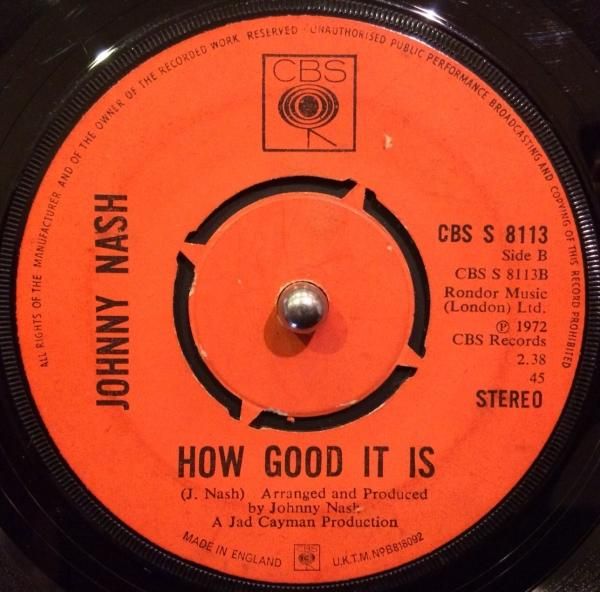 ALL RIGHTS OF THE MANUFACTURER AND OF THE OWNER OF THE RECORDED WORK RESERVED · UNAUTHORISED PUBLIC PERFORMANCE BROADCASTING AND COPYING OF THIS RECORD PROHIBITED
CBS
JOHNNY NASH
CBS S 8113
Side B
CBS S 8113B
Rondor Music
(London) Ltd.
℗ 1972
CBS Records
2.38
45
STEREO
HOW GOOD IT IS
(J. Nash) Arranged and Produced
by Johnny Nash
A Jad Cayman Production
MADE IN ENGLAND CBS U.K.T.M. NºB816092